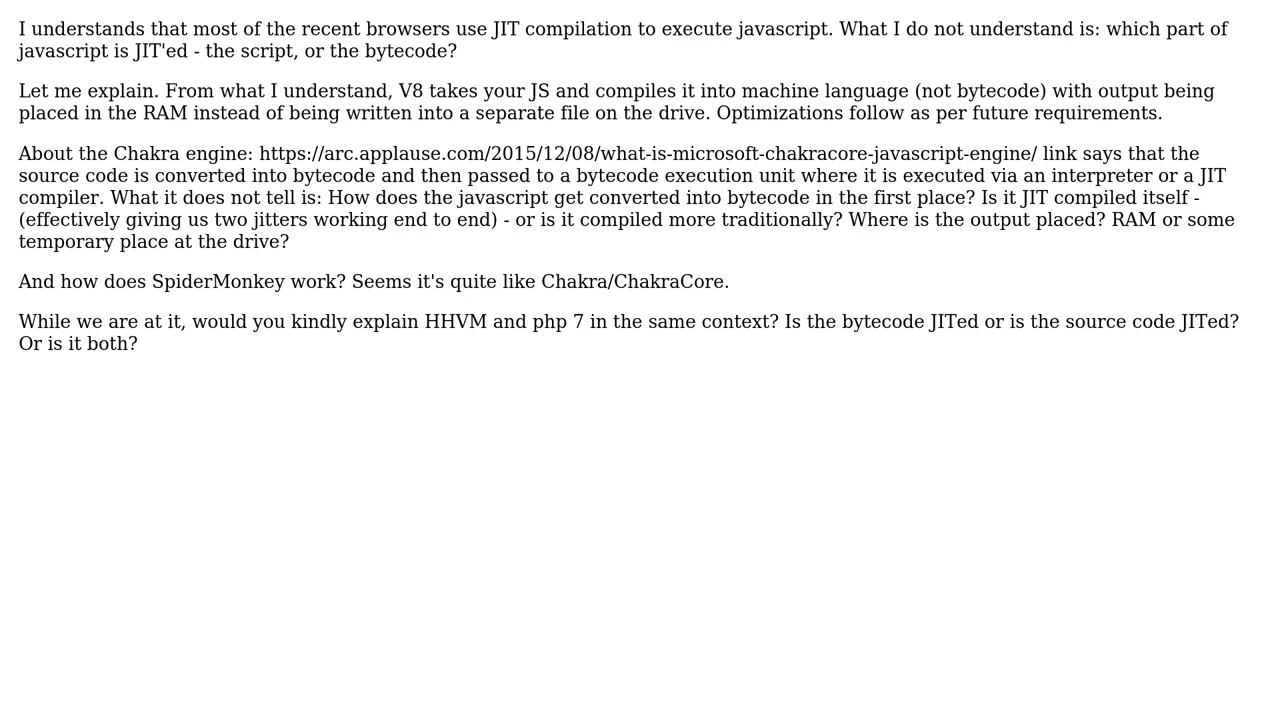 I understands that most of the recent browsers use JIT compilation to execute javascript. What I do not understand is: which part of
javascript is JIT'ed - the script, or the bytecode?
Let me explain. From what I understand, V8 takes your JS and compiles it into machine language (not bytecode) with output being
placed in the RAM instead of being written into a separate file on the drive. Optimizations follow as per future requirements.
About the Chakra engine: https://arc.applause.com/2015/12/08/what-is-microsoft-chakracore-javascript-engine/ link says that the
source code is converted into bytecode and then passed to a bytecode execution unit where it is executed via an interpreter or a JIT
compiler. What it does not tell is: How does the javascript get converted into bytecode in the first place? Is it JIT compiled itself -
(effectively giving us two jitters working end to end) - or is it compiled more traditionally? Where is the output placed? RAM or some
temporary place at the drive?
And how does SpiderMonkey work? Seems it's quite like Chakra/ChakraCore.
While we are at it, would you kindly explain HHVM and php 7 in the same context? Is the bytecode JITed or is the source code JITed?
Or is it both?